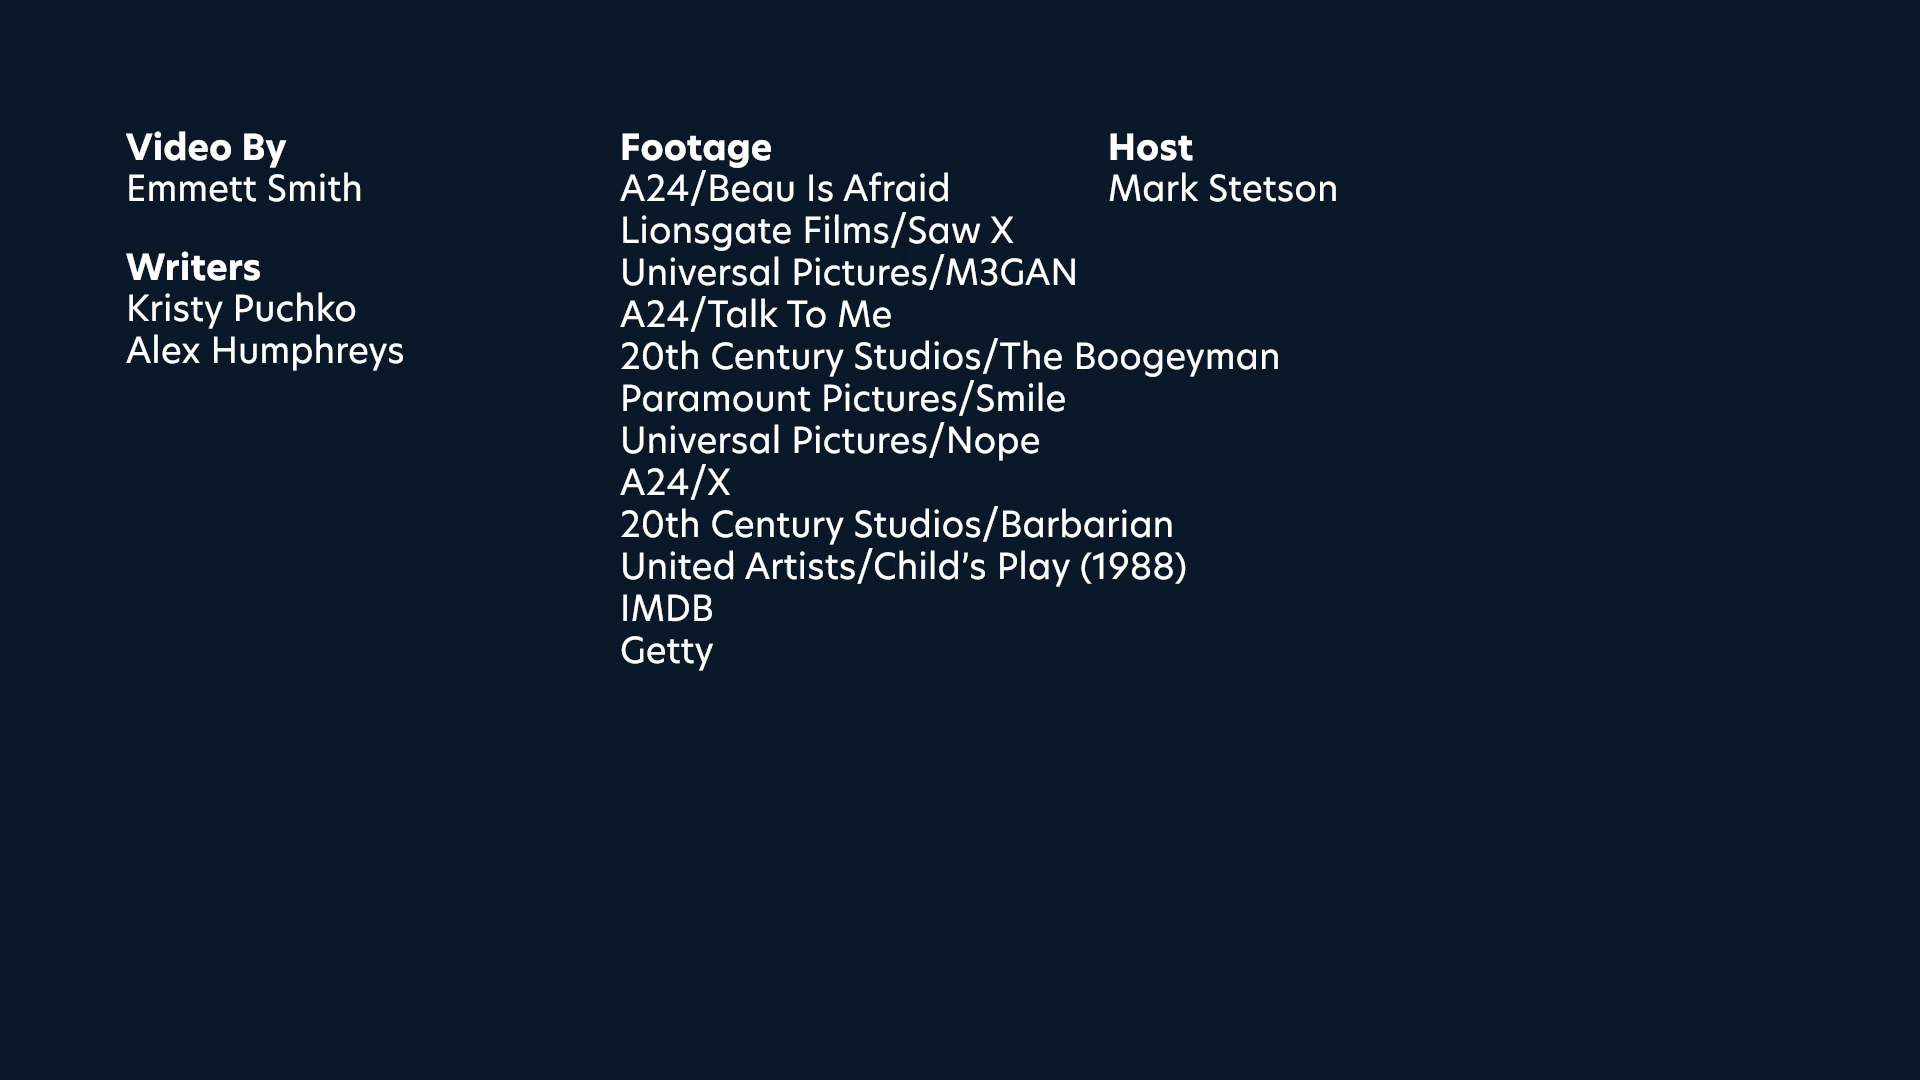 Video By
Emmett Smith
Writers
Kristy Puchko
Alex Humphreys
Footage
A24/Beau Is Afraid
Lionsgate Films/Saw X
Universal Pictures/M3GAN
A24/Talk To Me
20th Century Studios/The Boogeyman
Paramount Pictures/Smile
Universal Pictures/Nope
A24/X
20th Century Studios/Barbarian
United Artists/Child’s Play (1988)
IMDB
Getty
Host
Mark Stetson